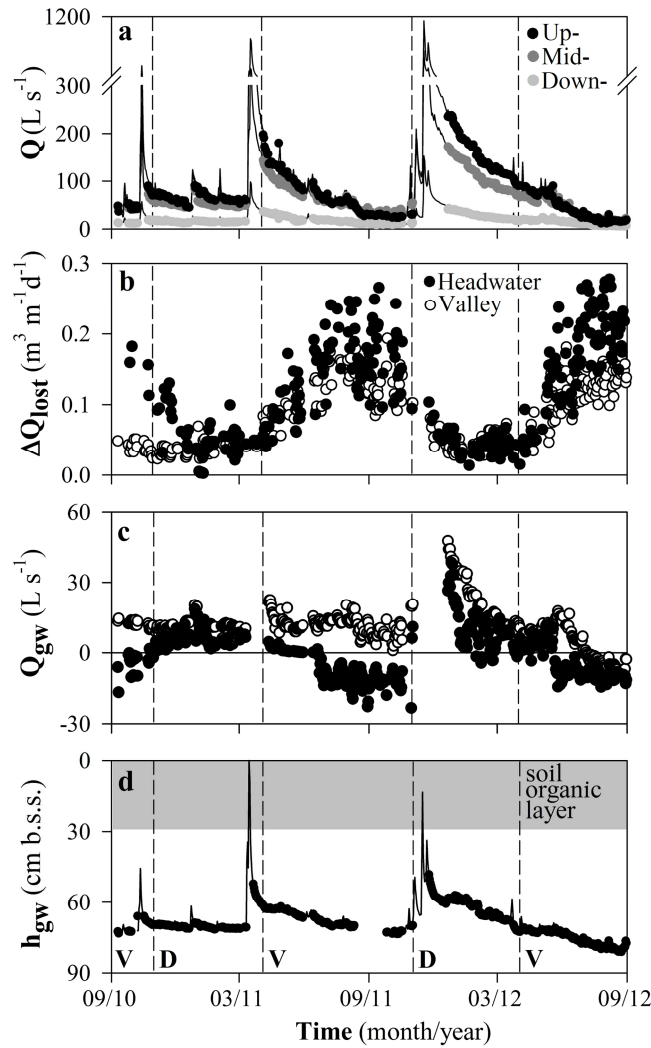 1200
a
Up-
Mid-
Down-
300
200
100
0
Q (L s-1)
0.3
b
Headwater
Valley
0.2
0.1
0.0
ΔQlost (m3 m-1d-1)
60
c
30
0
-30
Qgw (L s-1)
0
d
soil
organic
layer
30
60
90
hgw (cm b.s.s.)
V D V D V
09/10 03/11 09/11 03/12 09/12
Time (month/year)